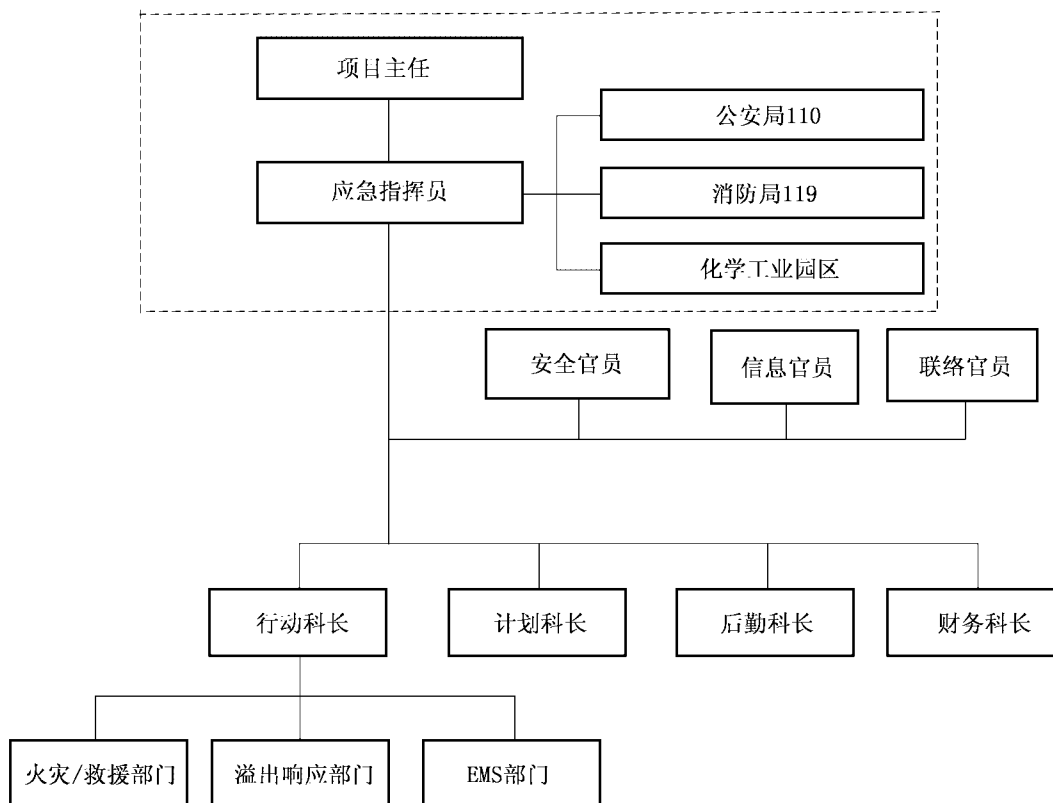 项目主任
公安局110
应急指挥员
消防局119
化学工业园区
安全官员
信息官员
联络官员
行动科长
计划科长
后勤科长
财务科长
火灾/救援部门
溢出响应部门
EMS部门